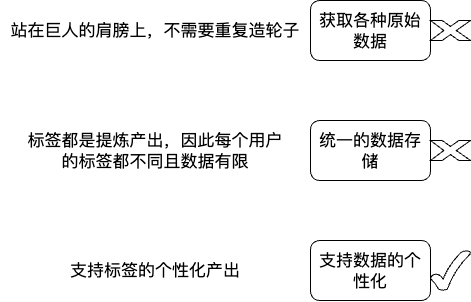 站在巨人的肩膀上，不需要重复造轮子
获取各种原始
数据
标签都是提炼产出，因此每个用户
的标签都不同且数据有限
统一的数据存
储
支持标签的个性化产出
支持数据的个
性化